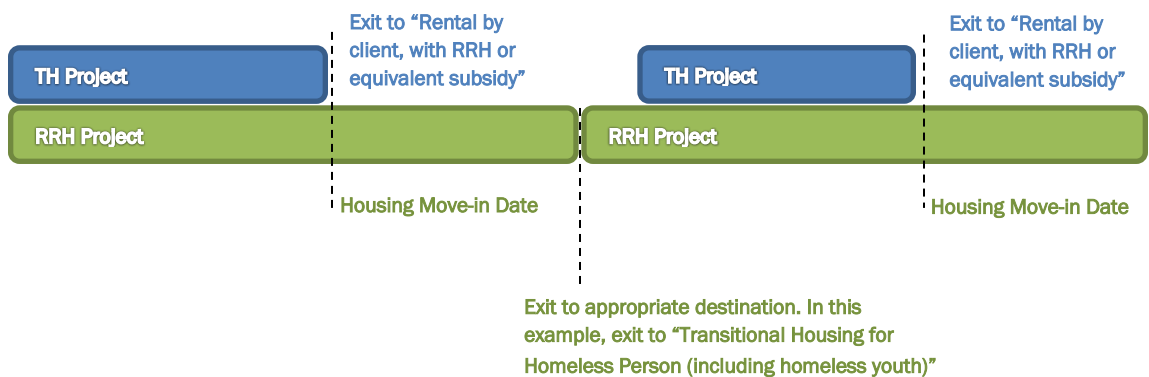 Exit to “Rental by
client, with RRH or
equivalent subsidy”
Exit to “Rental by
client, with RRH or
equivalent subsidy”
TH Project
TH Project
RRH Project
RRH Project
Housing Move-in Date
Housing Move-in Date
Exit to appropriate destination. In this
example, exit to “Transitional Housing for
Homeless Person (including homeless youth)”